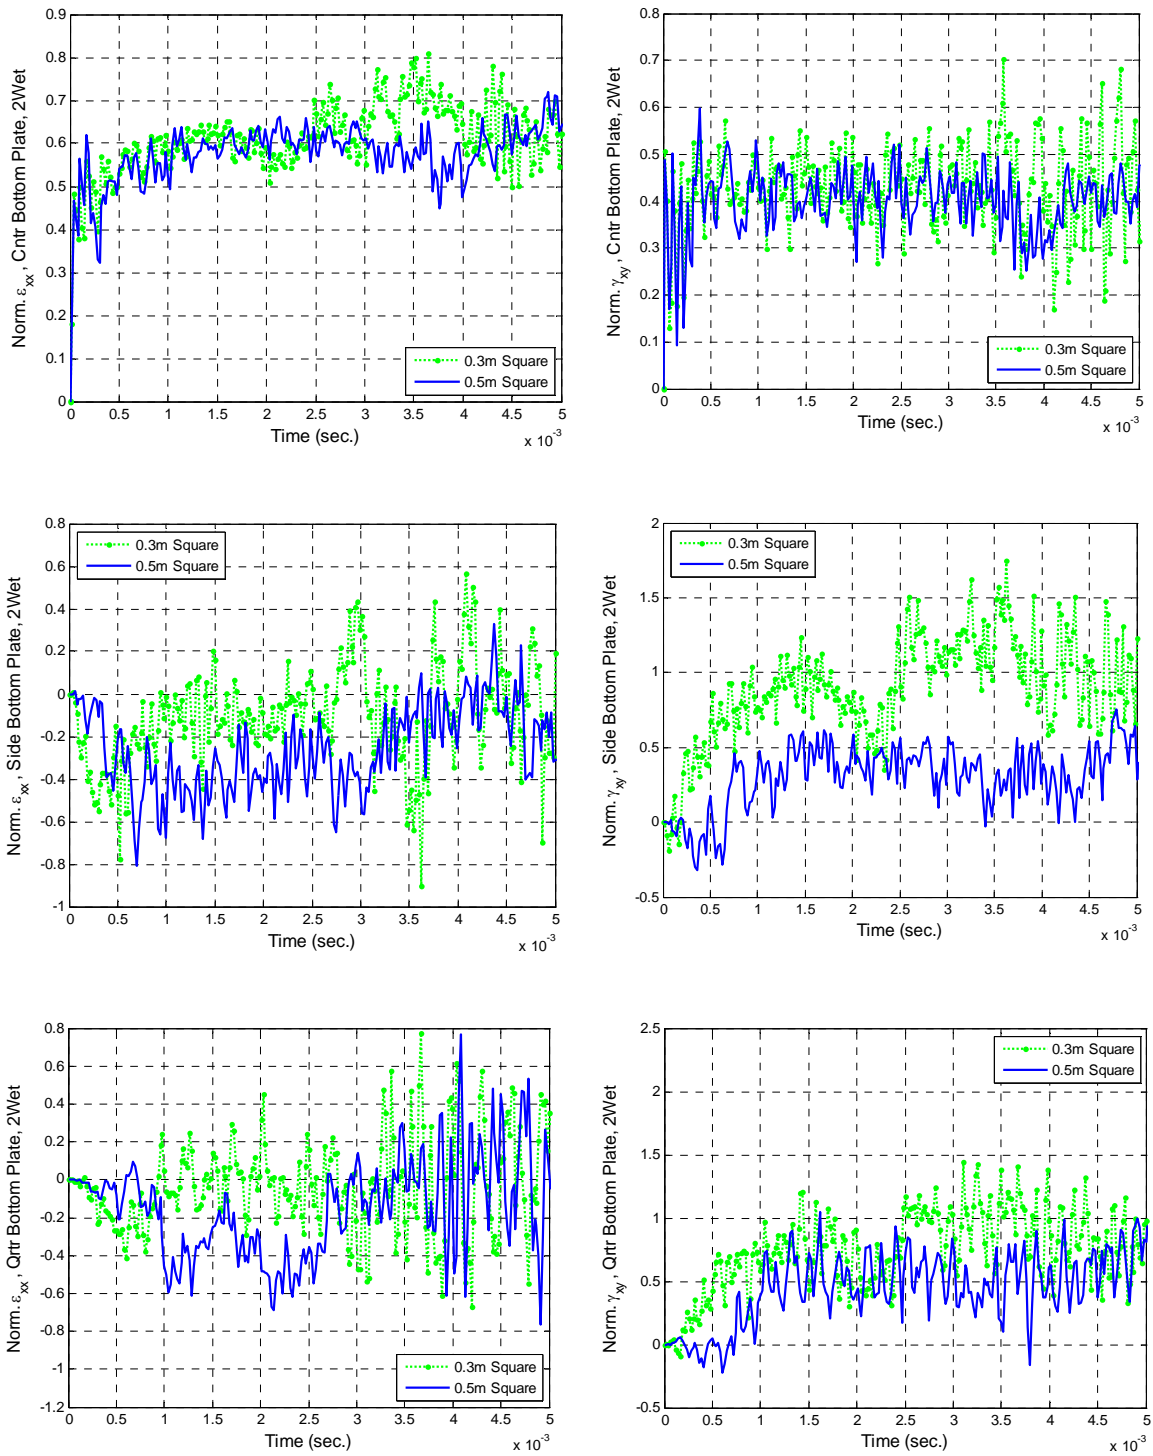 Norm. εxx, Cntr Bottom Plate, 2Wet
0.9
0.8
0.7
0.6
0.5
0.4
0.3
0.2
0.1
0
0 0.5 1 1.5 2 2.5 3 3.5 4 4.5 5
Time (sec.)
x 10-3
0.3m Square
0.5m Square
Norm. γxy, Cntr Bottom Plate, 2Wet
0.8
0.7
0.6
0.5
0.4
0.3
0.2
0.1
0
0 0.5 1 1.5 2 2.5 3 3.5 4 4.5 5
Time (sec.)
x 10-3
0.3m Square
0.5m Square
Norm. εxx, Side Bottom Plate, 2Wet
0.8
0.6
0.4
0.2
0
-0.2
-0.4
-0.6
-0.8
-1
0 0.5 1 1.5 2 2.5 3 3.5 4 4.5 5
Time (sec.)
x 10-3
0.3m Square
0.5m Square
Norm. γxy, Side Bottom Plate, 2Wet
2
1.5
1
0.5
0
-0.5
0 0.5 1 1.5 2 2.5 3 3.5 4 4.5 5
Time (sec.)
x 10-3
0.3m Square
0.5m Square
Norm. εxx, Qrtr Bottom Plate, 2Wet
0.8
0.6
0.4
0.2
0
-0.2
-0.4
-0.6
-0.8
-1
-1.2
0 0.5 1 1.5 2 2.5 3 3.5 4 4.5 5
Time (sec.)
x 10-3
0.3m Square
0.5m Square
Norm. γxy, Qrtr Bottom Plate, 2Wet
2.5
2
1.5
1
0.5
0
-0.5
0 0.5 1 1.5 2 2.5 3 3.5 4 4.5 5
Time (sec.)
x 10-3
0.3m Square
0.5m Square